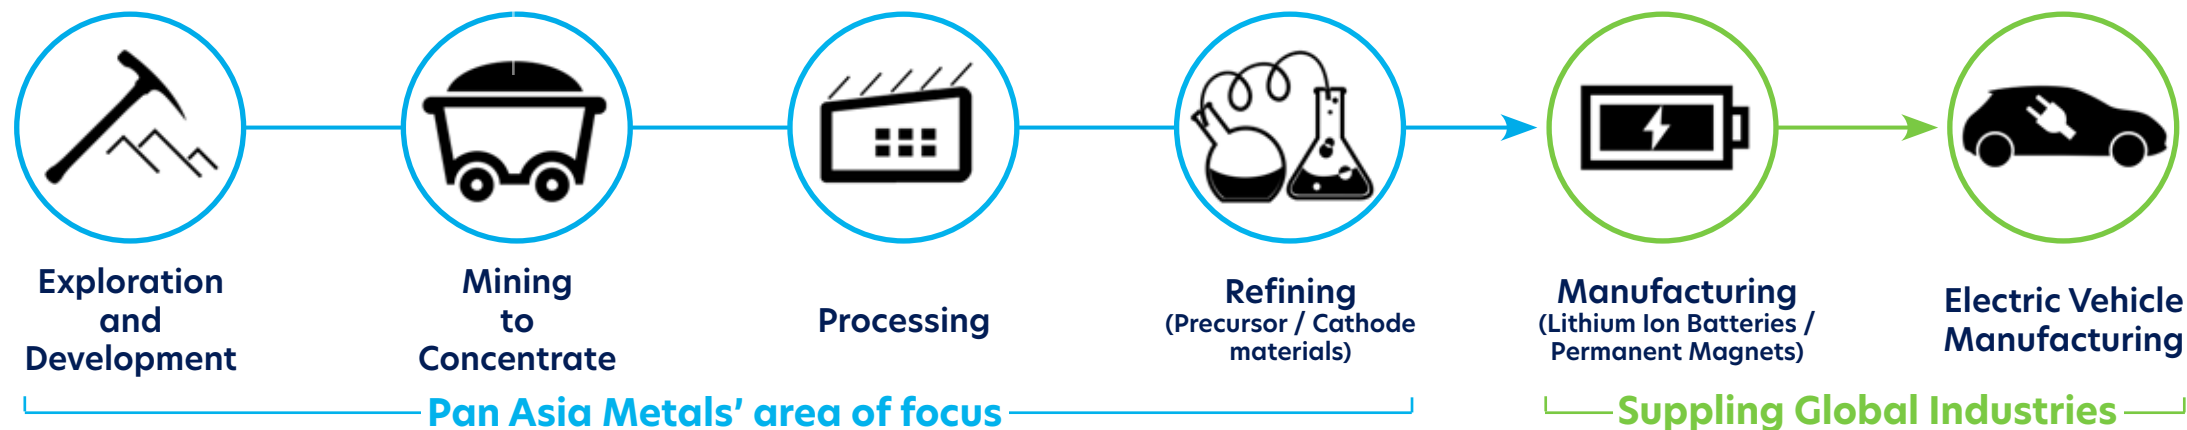 Exploration
and
Development
Mining
to
Concentrate
Processing
Refining
(Precursor / Cathode
materials)
Manufacturing
(Lithium Ion Batteries /
Permanent Magnets)
Electric Vehicle
Manufacturing
Pan Asia Metals’ area of focus
Suppling Global Industries